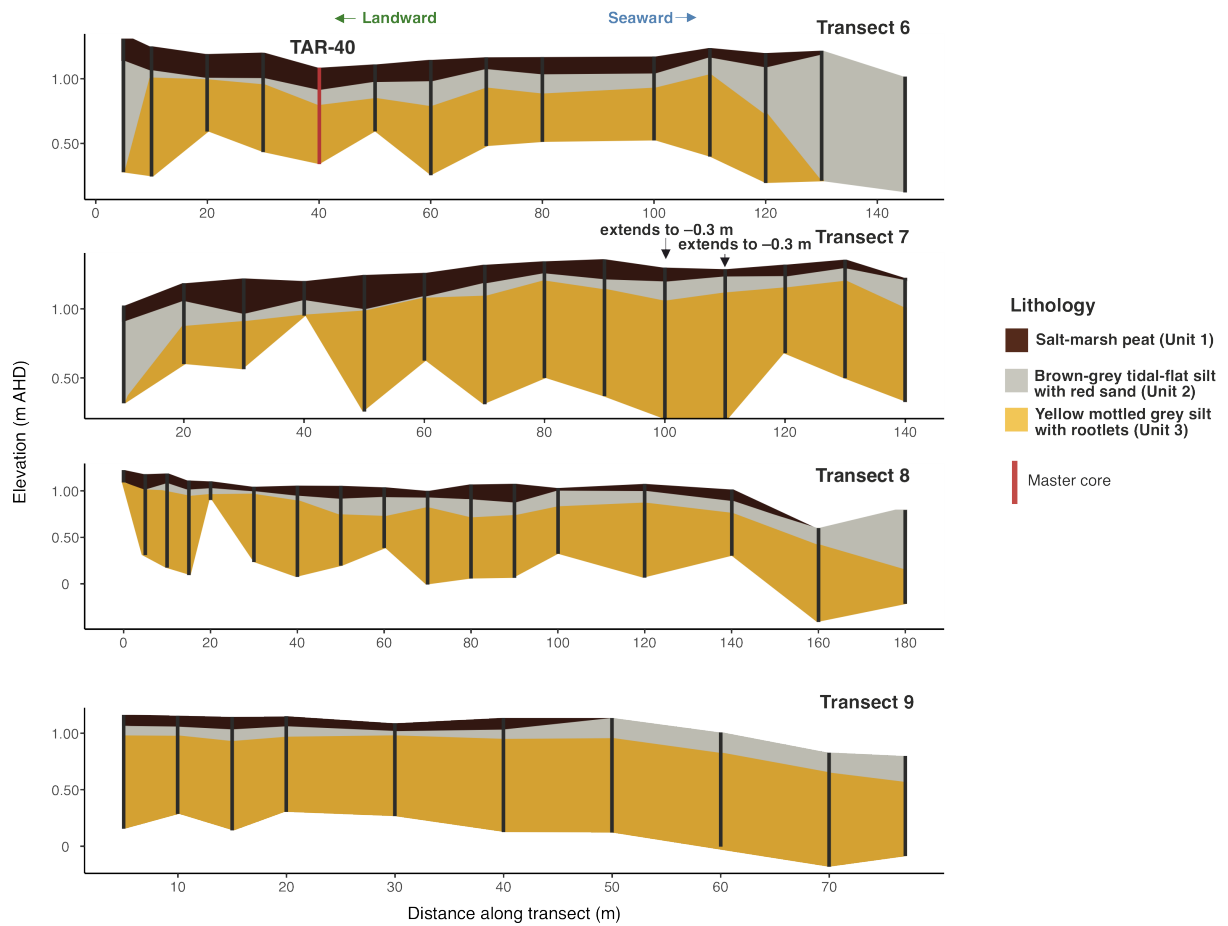 ← Landward
Seaward →
Transect 6
TAR-40
1.00
0.50
0 20 40 60 80 100 120 140
extends to –0.3 m
extends to –0.3 m
Transect 7
1.00
0.50
20 40 60 80 100 120 140
Transect 8
1.00
0.50
0
0 20 40 60 80 100 120 140 160 180
Transect 9
1.00
0.50
0
10 20 30 40 50 60 70
Distance along transect (m)
Elevation (m AHD)
Lithology
Salt-marsh peat (Unit 1)
Brown-grey tidal-flat silt
with red sand (Unit 2)
Yellow mottled grey silt
with rootlets (Unit 3)
Master core